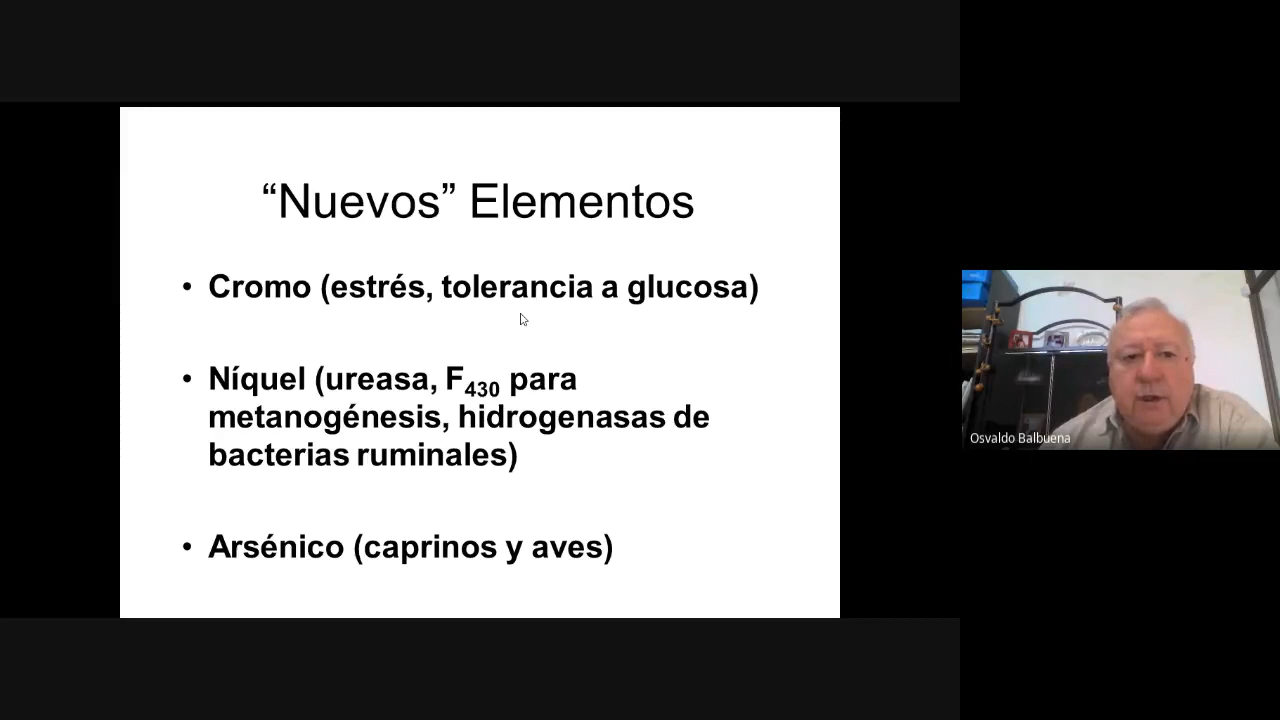 “Nuevos” Elementos
• Cromo (estrés, tolerancia a glucosa)
• Níquel (ureasa, F430 para
metanogénesis, hidrogenasas de
bacterias ruminales)
• Arsénico (caprinos y aves)
Osvaldo Balbuena